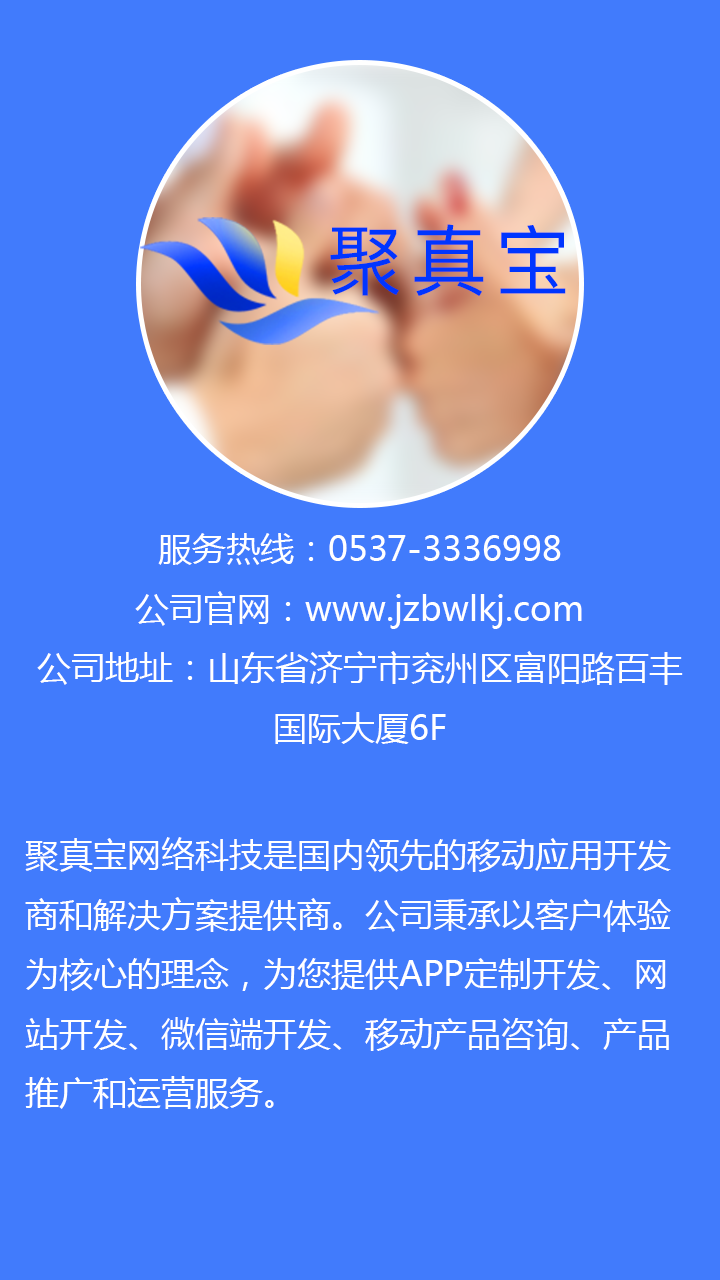 聚真宝
服务热线：0537-3336998
公司官网：www.jzbwlkj.com
公司地址：山东省济宁市兖州区富阳路百丰
国际大厦6F
聚真宝网络科技是国内领先的移动应用开发
商和解决方案提供商。公司秉承以客户体验
为核心的理念，为您提供APP定制开发、网
站开发、微信端开发、移动产品咨询、产品
推广和运营服务。